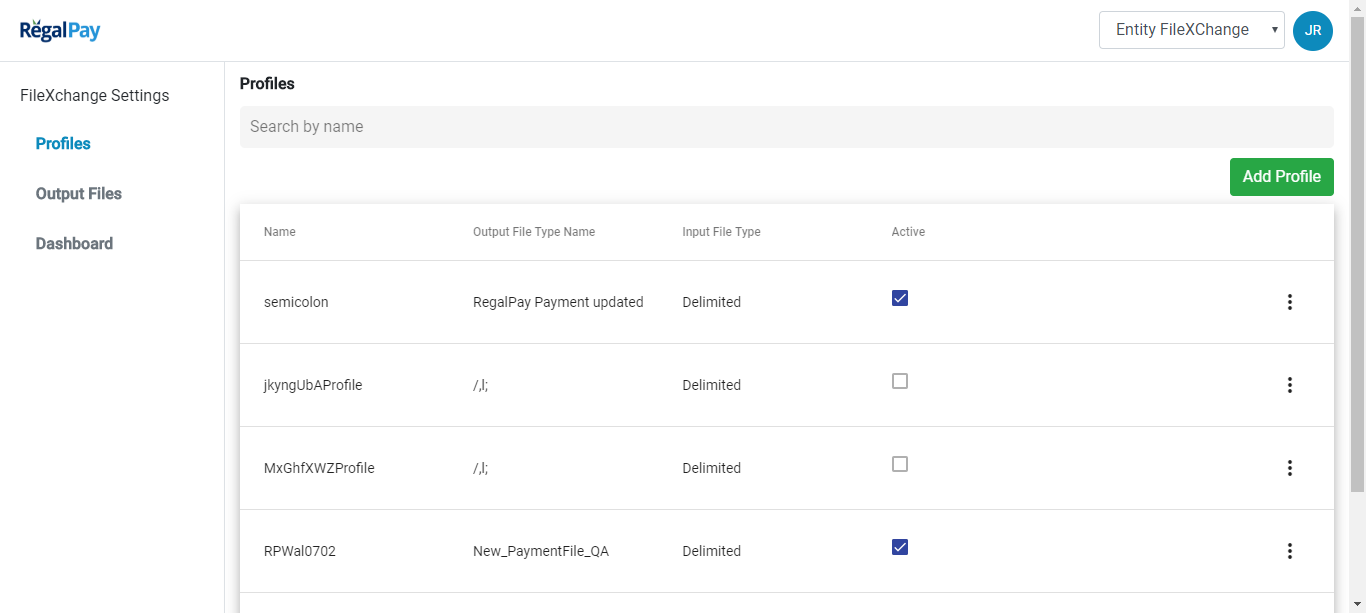 RegalPay
Entity FileXChange
JR
FileXchange Settings
Profiles
Output Files
Dashboard
Profiles
Search by name
Add Profile
Name Output File Type Name Input File Type Active
semicolon RegalPay Payment updated Delimited
jkyngUbAProfile /,l; Delimited
MxGhfXWZProfile /,l; Delimited
RPWal0702 New_PaymentFile_QA Delimited